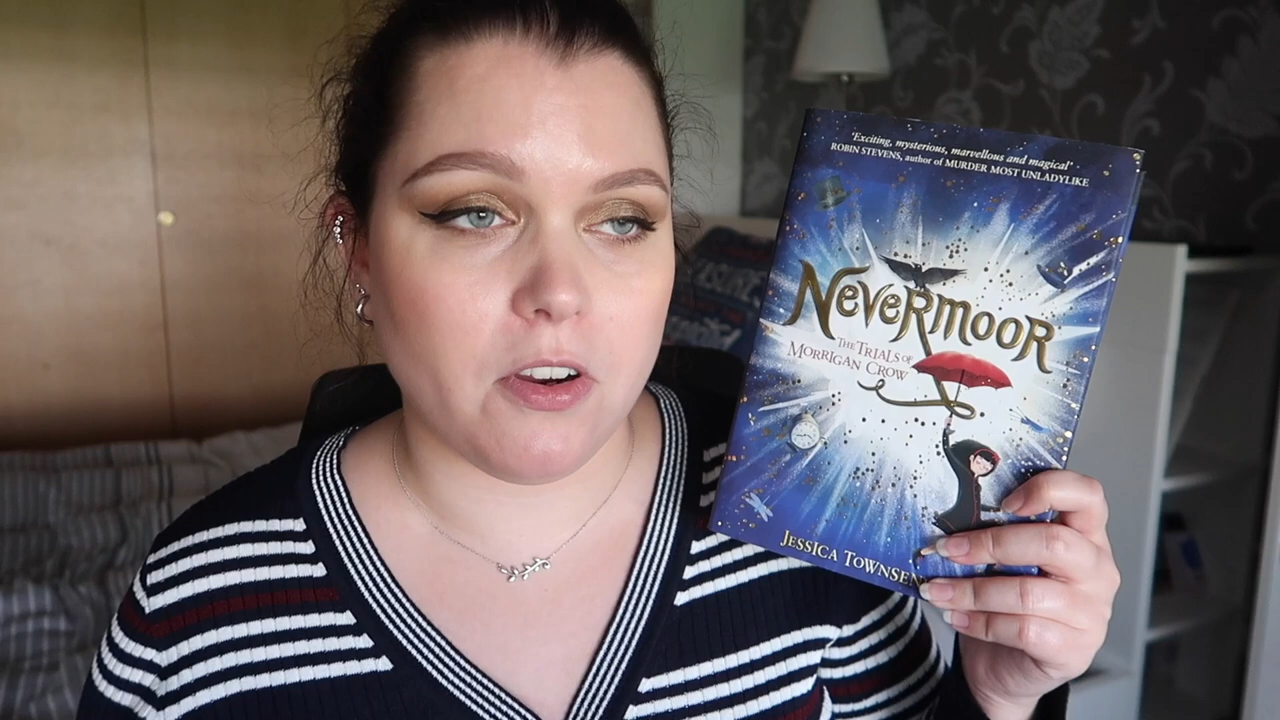 'Exciting, mysterious, marvellous and magical'
ROBIN STEVENS, author of MURDER MOST UNLADYLIKE
NEVERMOOR
THE TRIALS OF
MORRIGAN CROW
JESSICA